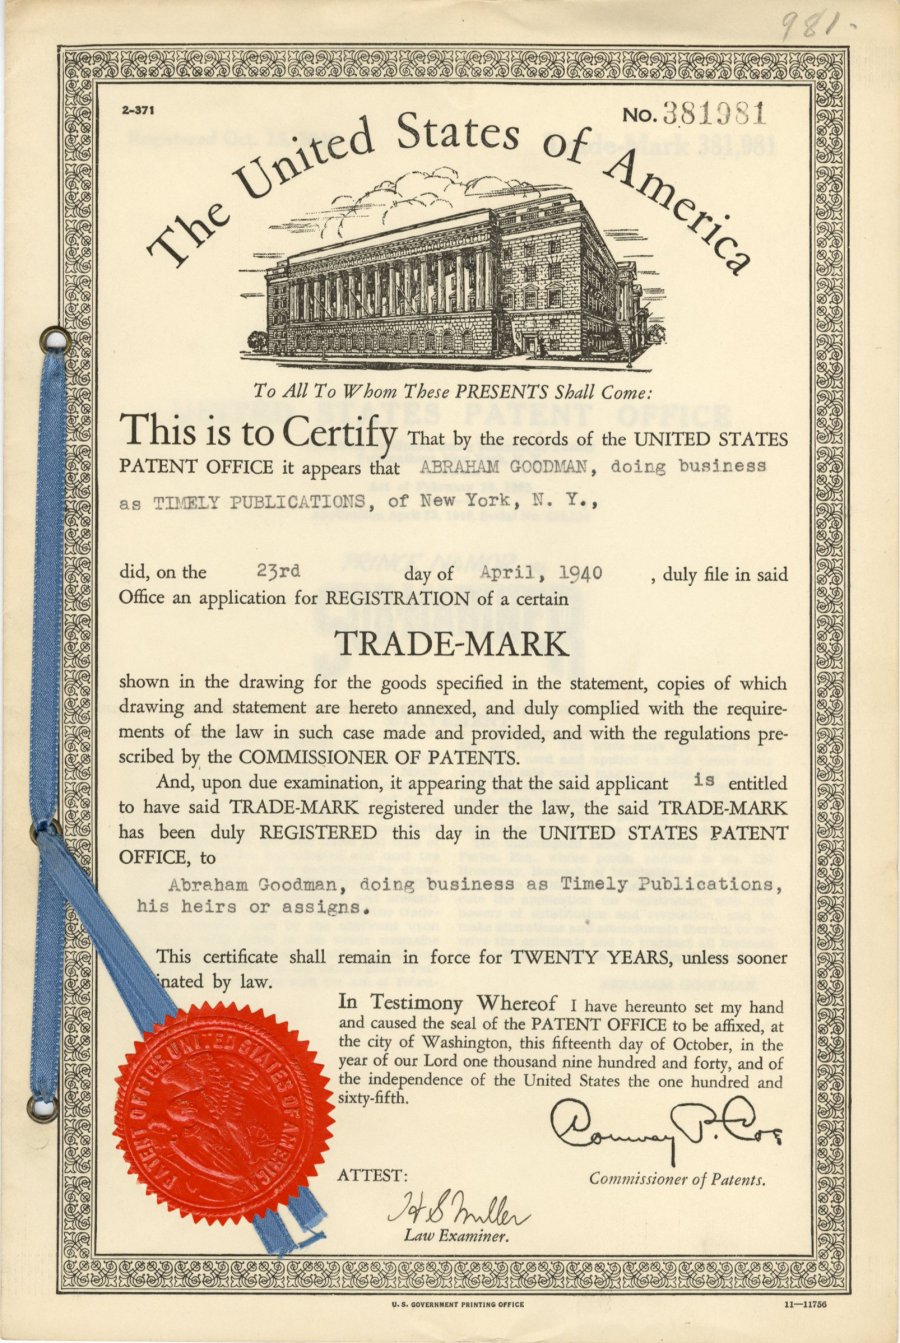 981-
2-371
No. 381981
The United States of America
To All To Whom These PRESENTS Shall Come:
This is to Certify That by the records of the UNITED STATES
PATENT OFFICE it appears that ABRAHAM GOODMAN, doing business
as TIMELY PUBLICATIONS, of New York, N. Y.,
did, on the 23rd day of April, 1940 , duly file in said
Office an application for REGISTRATION of a certain
TRADE-MARK
shown in the drawing for the goods specified in the statement, copies of which
drawing and statement are hereto annexed, and duly complied with the require-
ments of the law in such case made and provided, and with the regulations pre-
scribed by the COMMISSIONER OF PATENTS.
And, upon due examination, it appearing that the said applicant is entitled
to have said TRADE-MARK registered under the law, the said TRADE-MARK
has been duly REGISTERED this day in the UNITED STATES PATENT
OFFICE, to
Abraham Goodman, doing business as Timely Publications,
his heirs or assigns.
This certificate shall remain in force for TWENTY YEARS, unless sooner
inated by law.
In Testimony Whereof I have hereunto set my hand
and caused the seal of the PATENT OFFICE to be affixed, at
the city of Washington, this fifteenth day of October, in the
year of our Lord one thousand nine hundred and forty, and of
the independence of the United States the one hundred and
sixty-fifth.
Conway P. Coe
Commissioner of Patents.
PATENT OFFICE UNITED STATES OF AMERICA
ATTEST:
H S Miller
Law Examiner.
U. S. GOVERNMENT PRINTING OFFICE
11—11756